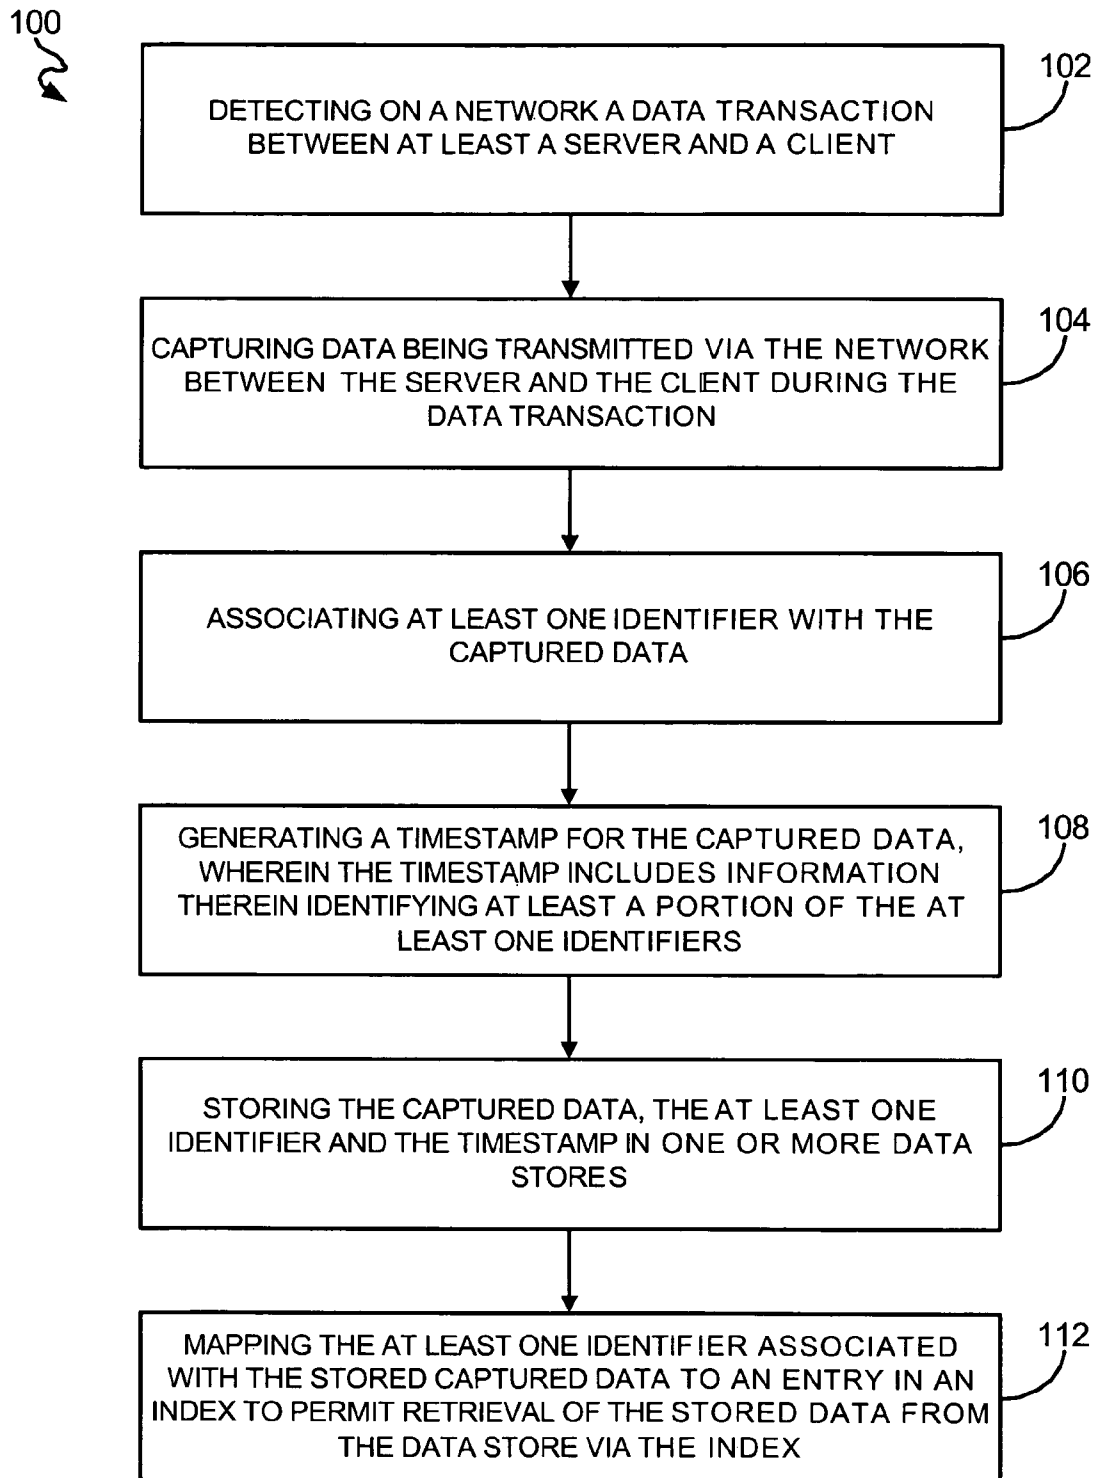 100
102
DETECTING ON A NETWORK A DATA TRANSACTION
BETWEEN AT LEAST A SERVER AND A CLIENT
104
CAPTURING DATA BEING TRANSMITTED VIA THE NETWORK
BETWEEN THE SERVER AND THE CLIENT DURING THE
DATA TRANSACTION
106
ASSOCIATING AT LEAST ONE IDENTIFIER WITH THE
CAPTURED DATA
108
GENERATING A TIMESTAMP FOR THE CAPTURED DATA,
WHEREIN THE TIMESTAMP INCLUDES INFORMATION
THEREIN IDENTIFYING AT LEAST A PORTION OF THE AT
LEAST ONE IDENTIFIERS
110
STORING THE CAPTURED DATA, THE AT LEAST ONE
IDENTIFIER AND THE TIMESTAMP IN ONE OR MORE DATA
STORES
112
MAPPING THE AT LEAST ONE IDENTIFIER ASSOCIATED
WITH THE STORED CAPTURED DATA TO AN ENTRY IN AN
INDEX TO PERMIT RETRIEVAL OF THE STORED DATA FROM
THE DATA STORE VIA THE INDEX